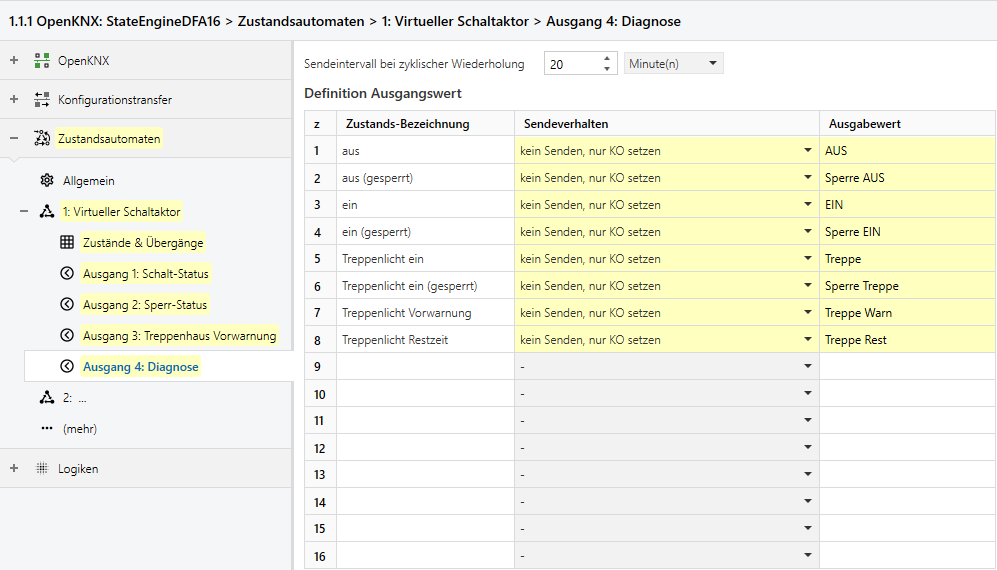 1.1.1 OpenKNX: StateEngineDFA16 > Zustandsautomaten > 1: Virtueller Schaltaktor > Ausgang 4: Diagnose
OpenKNX
Konfigurationstransfer
Zustandsautomaten
Allgemein
1: Virtueller Schaltaktor
Zustände & Übergänge
Ausgang 1: Schalt-Status
Ausgang 2: Sperr-Status
Ausgang 3: Treppenhaus Vorwarnung
Ausgang 4: Diagnose
2: ...
(mehr)
Logiken
Sendeintervall bei zyklischer Wiederholung 20 Minute(n)
Definition Ausgangswert
z Zustands-Bezeichnung Sendeverhalten Ausgabewert
1 aus kein Senden, nur KO setzen AUS
2 aus (gesperrt) kein Senden, nur KO setzen Sperre AUS
3 ein kein Senden, nur KO setzen EIN
4 ein (gesperrt) kein Senden, nur KO setzen Sperre EIN
5 Treppenlicht ein kein Senden, nur KO setzen Treppe
6 Treppenlicht ein (gesperrt) kein Senden, nur KO setzen Sperre Treppe
7 Treppenlicht Vorwarnung kein Senden, nur KO setzen Treppe Warn
8 Treppenlicht Restzeit kein Senden, nur KO setzen Treppe Rest
9 -
10 -
11 -
12 -
13 -
14 -
15 -
16 -